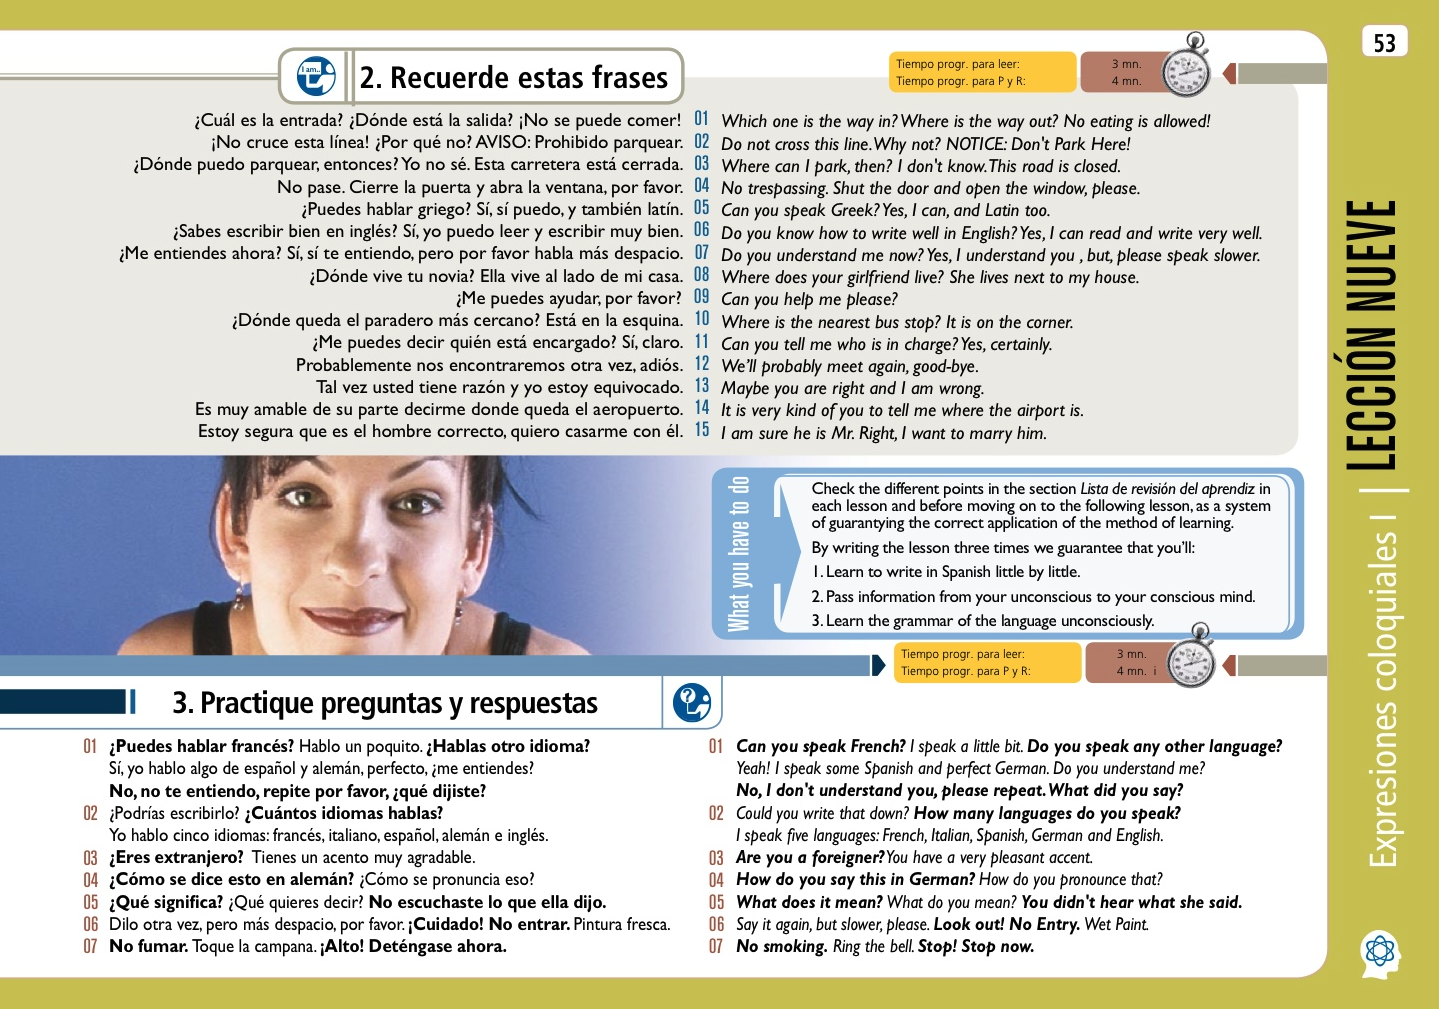 53
I am...
2. Recuerde estas frases
Tiempo progr. para leer: 3 mn.
Tiempo progr. para P y R: 4 mn.
¿Cuál es la entrada? ¿Dónde está la salida? ¡No se puede comer! 01 Which one is the way in? Where is the way out? No eating is allowed!
¡No cruce esta línea! ¿Por qué no? AVISO: Prohibido parquear. 02 Do not cross this line. Why not? NOTICE: Don't Park Here!
¿Dónde puedo parquear, entonces? Yo no sé. Esta carretera está cerrada. 03 Where can I park, then? I don't know. This road is closed.
No pase. Cierre la puerta y abra la ventana, por favor. 04 No trespassing. Shut the door and open the window, please.
¿Puedes hablar griego? Sí, sí puedo, y también latín. 05 Can you speak Greek? Yes, I can, and Latin too.
¿Sabes escribir bien en inglés? Sí, yo puedo leer y escribir muy bien. 06 Do you know how to write well in English? Yes, I can read and write very well.
¿Me entiendes ahora? Sí, sí te entiendo, pero por favor habla más despacio. 07 Do you understand me now? Yes, I understand you , but, please speak slower.
¿Dónde vive tu novia? Ella vive al lado de mi casa. 08 Where does your girlfriend live? She lives next to my house.
¿Me puedes ayudar, por favor? 09 Can you help me please?
¿Dónde queda el paradero más cercano? Está en la esquina. 10 Where is the nearest bus stop? It is on the corner.
¿Me puedes decir quién está encargado? Sí, claro. 11 Can you tell me who is in charge? Yes, certainly.
Probablemente nos encontraremos otra vez, adiós. 12 We'll probably meet again, good-bye.
Tal vez usted tiene razón y yo estoy equivocado. 13 Maybe you are right and I am wrong.
Es muy amable de su parte decirme donde queda el aeropuerto. 14 It is very kind of you to tell me where the airport is.
Estoy segura que es el hombre correcto, quiero casarme con él. 15 I am sure he is Mr. Right, I want to marry him.
What you have to do
Check the different points in the section Lista de revisión del aprendiz in
each lesson and before moving on to the following lesson, as a system
of guarantying the correct application of the method of learning.
By writing the lesson three times we guarantee that you'll:
1. Learn to write in Spanish little by little.
2. Pass information from your unconscious to your conscious mind.
3. Learn the grammar of the language unconsciously.
Tiempo progr. para leer: 3 mn.
Tiempo progr. para P y R: 4 mn. i
3. Practique preguntas y respuestas
?
01 ¿Puedes hablar francés? Hablo un poquito. ¿Hablas otro idioma?
Sí, yo hablo algo de español y alemán, perfecto, ¿me entiendes?
No, no te entiendo, repite por favor, ¿qué dijiste?
02 ¿Podrías escribirlo? ¿Cuántos idiomas hablas?
Yo hablo cinco idiomas: francés, italiano, español, alemán e inglés.
03 ¿Eres extranjero? Tienes un acento muy agradable.
04 ¿Cómo se dice esto en alemán? ¿Cómo se pronuncia eso?
05 ¿Qué significa? ¿Qué quieres decir? No escuchaste lo que ella dijo.
06 Dilo otra vez, pero más despacio, por favor. ¡Cuidado! No entrar. Pintura fresca.
07 No fumar. Toque la campana. ¡Alto! Deténgase ahora.
01 Can you speak French? I speak a little bit. Do you speak any other language?
Yeah! I speak some Spanish and perfect German. Do you understand me?
No, I don't understand you, please repeat. What did you say?
02 Could you write that down? How many languages do you speak?
I speak five languages: French, Italian, Spanish, German and English.
03 Are you a foreigner? You have a very pleasant accent.
04 How do you say this in German? How do you pronounce that?
05 What does it mean? What do you mean? You didn't hear what she said.
06 Say it again, but slower, please. Look out! No Entry. Wet Paint.
07 No smoking. Ring the bell. Stop! Stop now.
Expresiones coloquiales I | LECCIÓN NUEVE